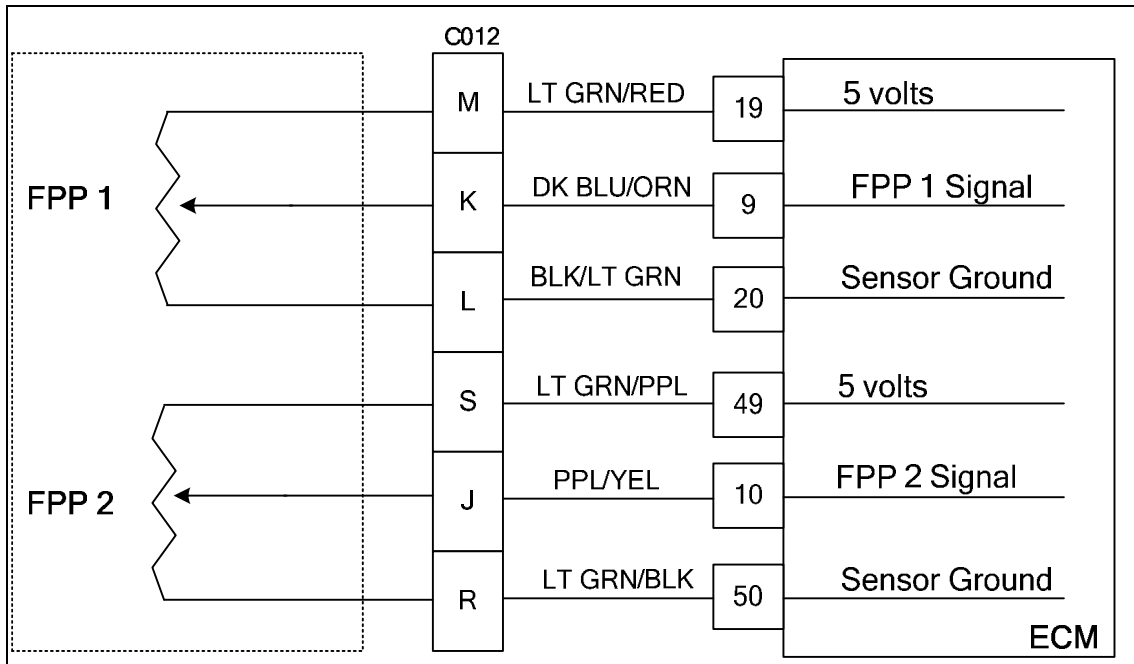 C012
M LT GRN/RED 19 5 volts
FPP 1 K DK BLU/ORN 9 FPP 1 Signal
L BLK/LT GRN 20 Sensor Ground
S LT GRN/PPL 49 5 volts
FPP 2 J PPL/YEL 10 FPP 2 Signal
R LT GRN/BLK 50 Sensor Ground
ECM